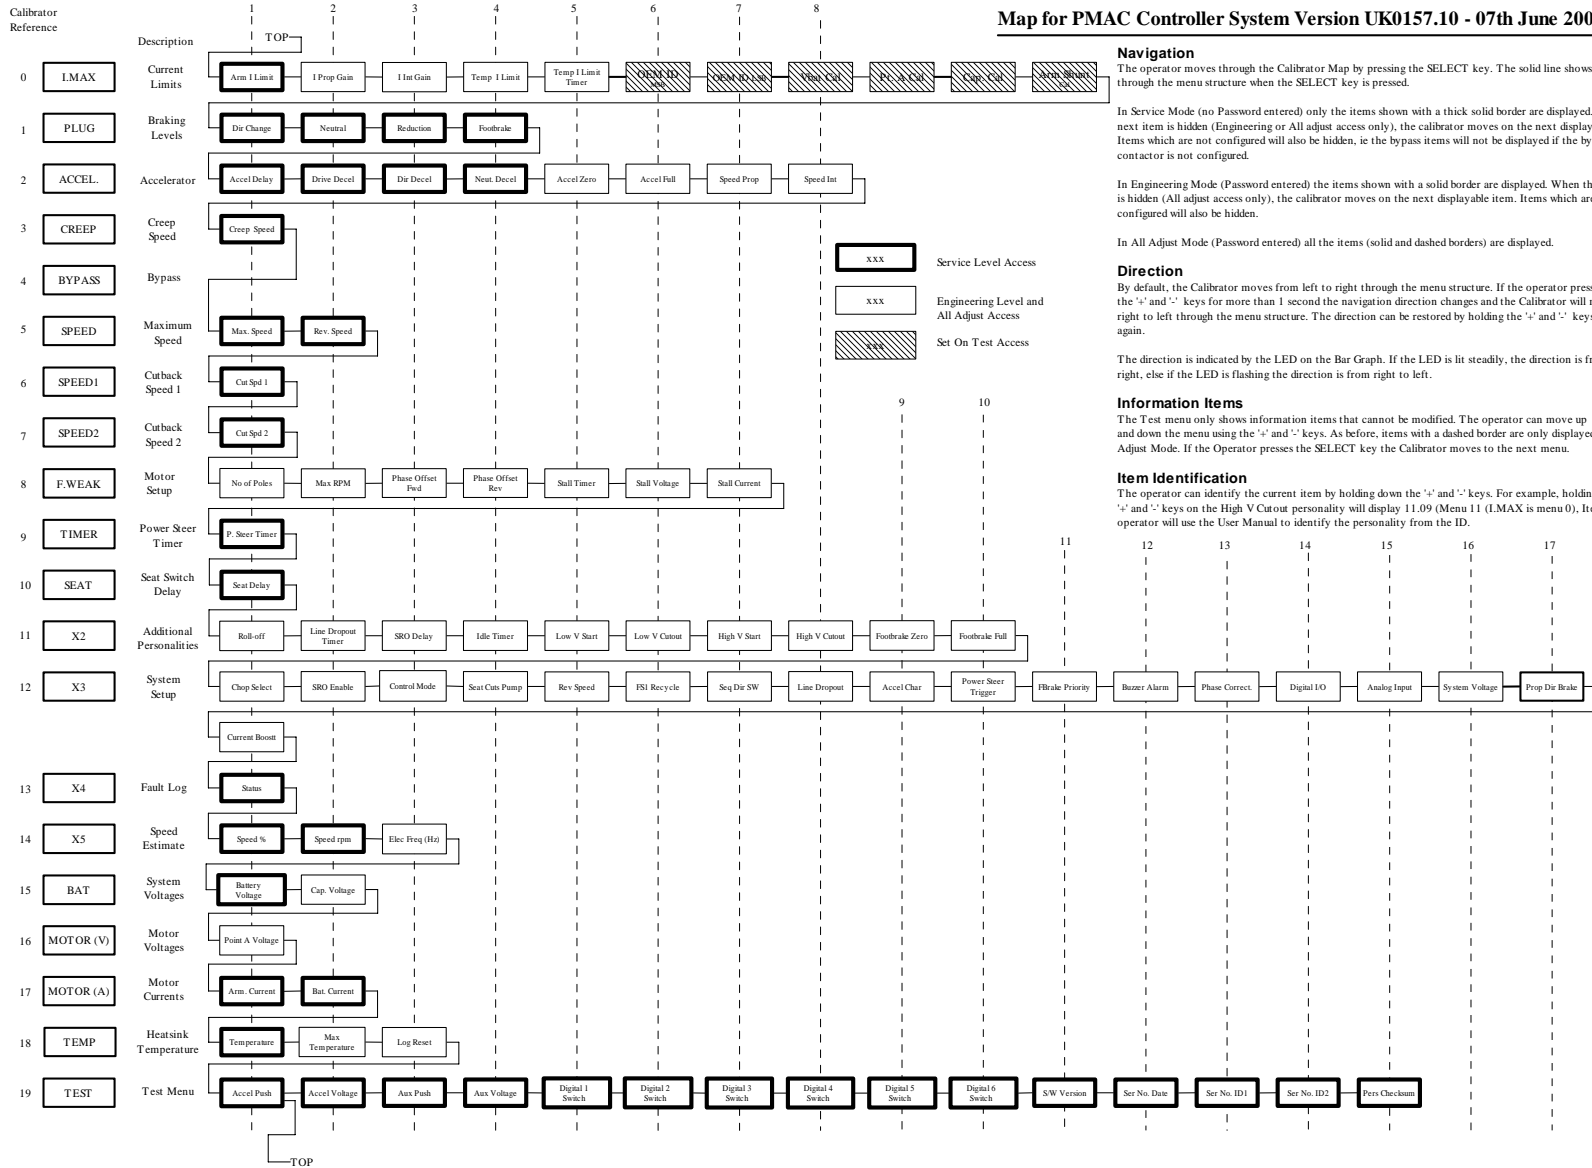 Calibrator
Reference
Description
TOP
1 2 3 4 5 6 7 8
Map for PMAC Controller System Version UK0157.10 - 07th June 200
0 I.MAX Current Limits Arm I Limit I Prop Gain I Int Gain Temp I Limit Temp I Limit Timer OEM ID MSB OEM ID LSB Vbat Cal Pt. A Cal Cap. Cal Arm Shunt Cal
1 PLUG Braking Levels Dir Change Neutral Reduction Footbrake
2 ACCEL. Accelerator Accel Delay Drive Decel Dir Decel Neut. Decel Accel Zero Accel Full Speed Prop Speed Int
3 CREEP Creep Speed Creep Speed
4 BYPASS Bypass
5 SPEED Maximum Speed Max. Speed Rev. Speed
6 SPEED1 Cutback Speed 1 Cut Spd 1
7 SPEED2 Cutback Speed 2 Cut Spd 2
8 F.WEAK Motor Setup No of Poles Max RPM Phase Offset Fwd Phase Offset Rev Stall Timer Stall Voltage Stall Current
9 TIMER Power Steer Timer P. Steer Timer
10 SEAT Seat Switch Delay Seat Delay
11 X2 Additional Personalities Roll-off Line Dropout Timer SRO Delay Idle Timer Low V Start Low V Cutout High V Start High V Cutout Footbrake Zero Footbrake Full
12 X3 System Setup Chop Select SRO Enable Control Mode Seat Cuts Pump Rev Speed FS1 Recycle Seq Dir SW Line Dropout Accel Char Power Steer Trigger FBrake Priority Buzzer Alarm Phase Correct. Digital I/O Analog Input System Voltage Prop Dir Brake
Current Boostt
13 X4 Fault Log Status
14 X5 Speed Estimate Speed % Speed rpm Elec Freq (Hz)
15 BAT System Voltages Battery Voltage Cap. Voltage
16 MOTOR (V) Motor Voltages Point A Voltage
17 MOTOR (A) Motor Currents Arm. Current Bat. Current
18 TEMP Heatsink Temperature Temperature Max Temperature Log Reset
19 TEST Test Menu Accel Push Accel Voltage Aux Push Aux Voltage Digital 1 Switch Digital 2 Switch Digital 3 Switch Digital 4 Switch Digital 5 Switch Digital 6 Switch S/W Version Ser No. Date Ser No. ID1 Ser No. ID2 Pers Checksum
TOP
xxx Service Level Access
xxx Engineering Level and
All Adjust Access
xxx Set On Test Access
9 10
11 12 13 14 15 16 17
Navigation
The operator moves through the Calibrator Map by pressing the SELECT key. The solid line shows
through the menu structure when the SELECT key is pressed.
In Service Mode (no Password entered) only the items shown with a thick solid border are displayed.
next item is hidden (Engineering or All adjust access only), the calibrator moves on the next display
Items which are not configured will also be hidden, ie the bypass items will not be displayed if the by
contactor is not configured.
In Engineering Mode (Password entered) the items shown with a solid border are displayed. When th
is hidden (All adjust access only), the calibrator moves on the next displayable item. Items which are
configured will also be hidden.
In All Adjust Mode (Password entered) all the items (solid and dashed borders) are displayed.
Direction
By default, the Calibrator moves from left to right through the menu structure. If the operator press
the '+' and '-' keys for more than 1 second the navigation direction changes and the Calibrator will n
right to left through the menu structure. The direction can be restored by holding the '+' and '-' keys
again.
The direction is indicated by the LED on the Bar Graph. If the LED is lit steadily, the direction is fr
right, else if the LED is flashing the direction is from right to left.
Information Items
The Test menu only shows information items that cannot be modified. The operator can move up
and down the menu using the '+' and '-' keys. As before, items with a dashed border are only displayed
Adjust Mode. If the Operator presses the SELECT key the Calibrator moves to the next menu.
Item Identification
The operator can identify the current item by holding down the '+' and '-' keys. For example, holdin
'+' and '-' keys on the High V Cutout personality will display 11.09 (Menu 11 (I.MAX is menu 0), Ite
operator will use the User Manual to identify the personality from the ID.